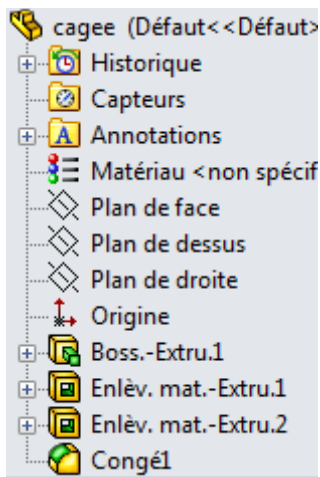 cagee (Défaut<<Défaut>
Historique
Capteurs
Annotations
Matériau <non spécif
Plan de face
Plan de dessus
Plan de droite
Origine
Boss.-Extru.1
Enlèv. mat.-Extru.1
Enlèv. mat.-Extru.2
Congé1